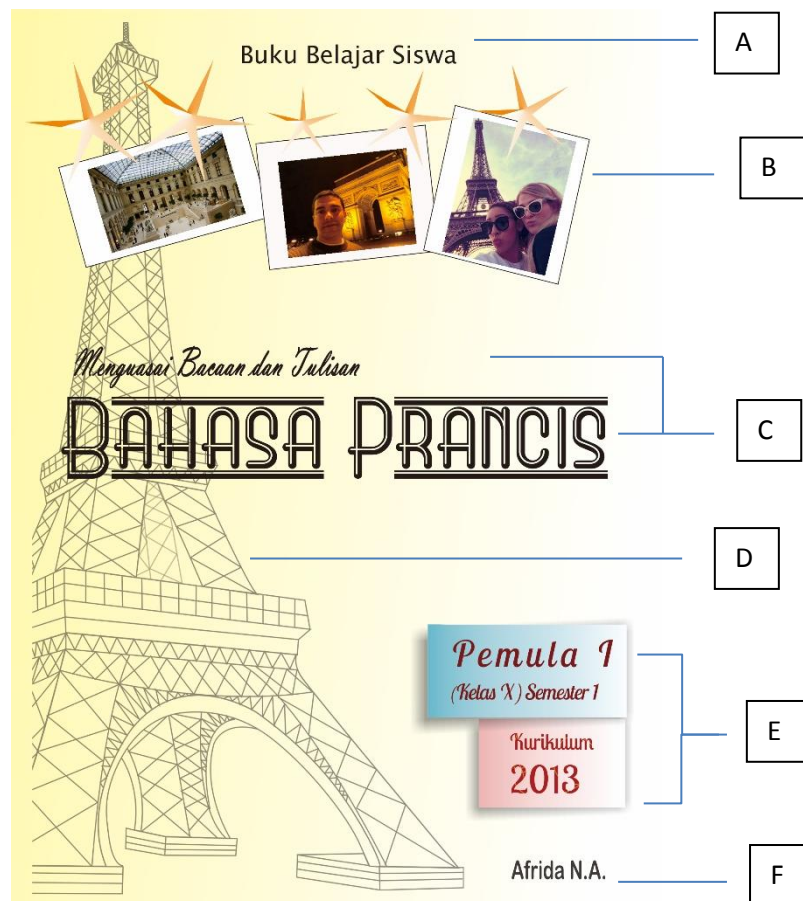 A
Buku Belajar Siswa
B
Menguasai Bacaan dan Tulisan
BAHASA PRANCIS
C
D
Pemula I
(Kelas X) Semester 1
Kurikulum
2013
E
Afrida N.A.
F